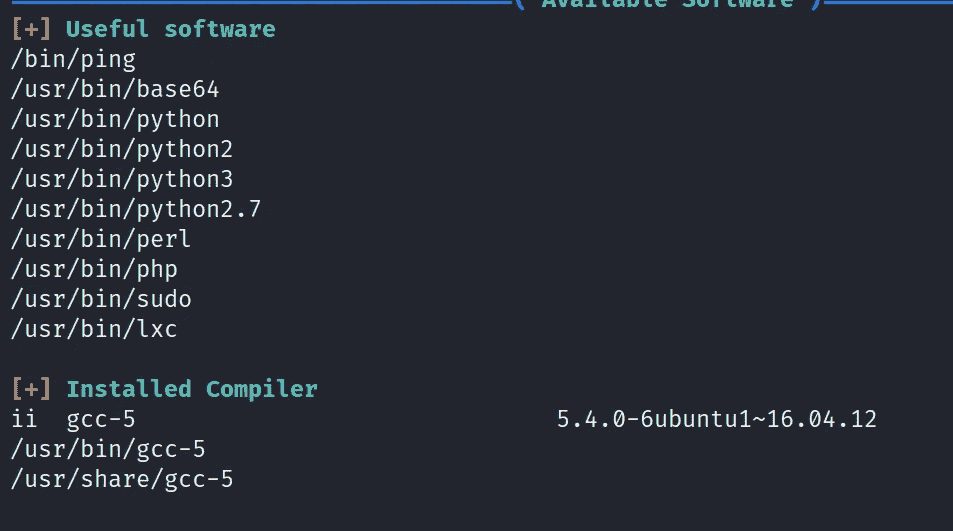 ( Available Software )
[+] Useful software
/bin/ping
/usr/bin/base64
/usr/bin/python
/usr/bin/python2
/usr/bin/python3
/usr/bin/python2.7
/usr/bin/perl
/usr/bin/php
/usr/bin/sudo
/usr/bin/lxc
[+] Installed Compiler
ii gcc-5 5.4.0-6ubuntu1~16.04.12
/usr/bin/gcc-5
/usr/share/gcc-5